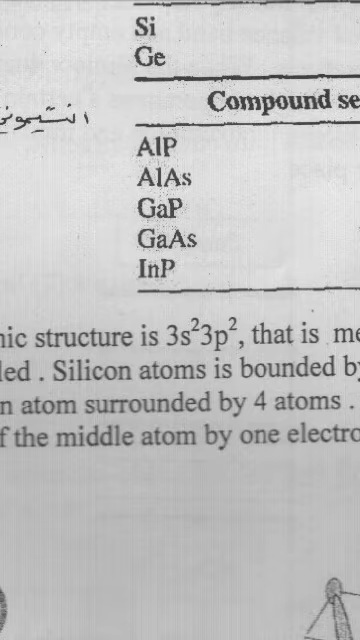 Si
Ge
Compound se
AlP
AlAs
GaP
GaAs
InP
nic structure is 3s²3p², that is me
led . Silicon atoms is bounded by
n atom surrounded by 4 atoms .
f the middle atom by one electro